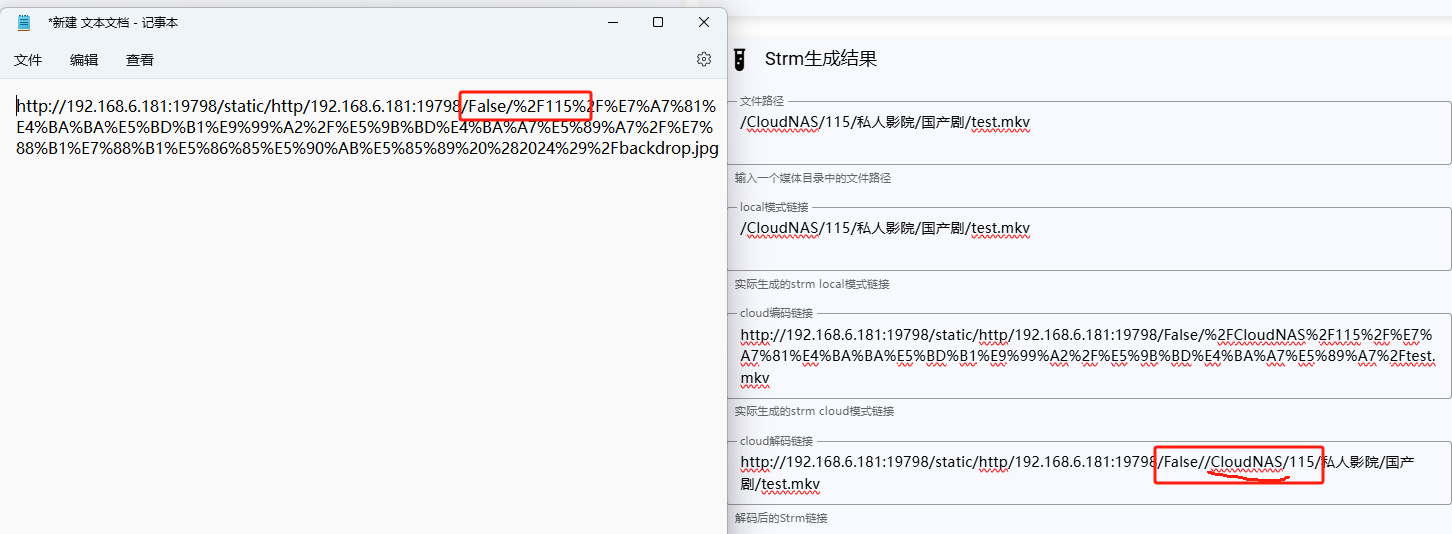 *新建 文本文档 - 记事本
文件 编辑 查看
http://192.168.6.181:19798/static/http/192.168.6.181:19798/False/%2F115%2F%E7%A7%81%
E4%BA%BA%E5%BD%B1%E9%99%A2%2F%E5%9B%BD%E4%BA%A7%E5%89%A7%2F%E7%
88%B1%E7%88%B1%E5%86%85%E5%90%AB%E5%85%89%20%282024%29%2Fbackdrop.jpg
Strm生成结果
文件路径
/CloudNAS/115/私人影院/国产剧/test.mkv
输入一个媒体目录中的文件路径
local模式链接
/CloudNAS/115/私人影院/国产剧/test.mkv
实际生成的strm local模式链接
cloud编码链接
http://192.168.6.181:19798/static/http/192.168.6.181:19798/False/%2FCloudNAS%2F115%2F%E7%
A7%81%E4%BA%BA%E5%BD%B1%E9%99%A2%2F%E5%9B%BD%E4%BA%A7%E5%89%A7%2Ftest.
mkv
实际生成的strm cloud模式链接
cloud解码链接
http://192.168.6.181:19798/static/http/192.168.6.181:19798/False//CloudNAS/115/私人影院/国产
剧/test.mkv
解码后的Strm链接